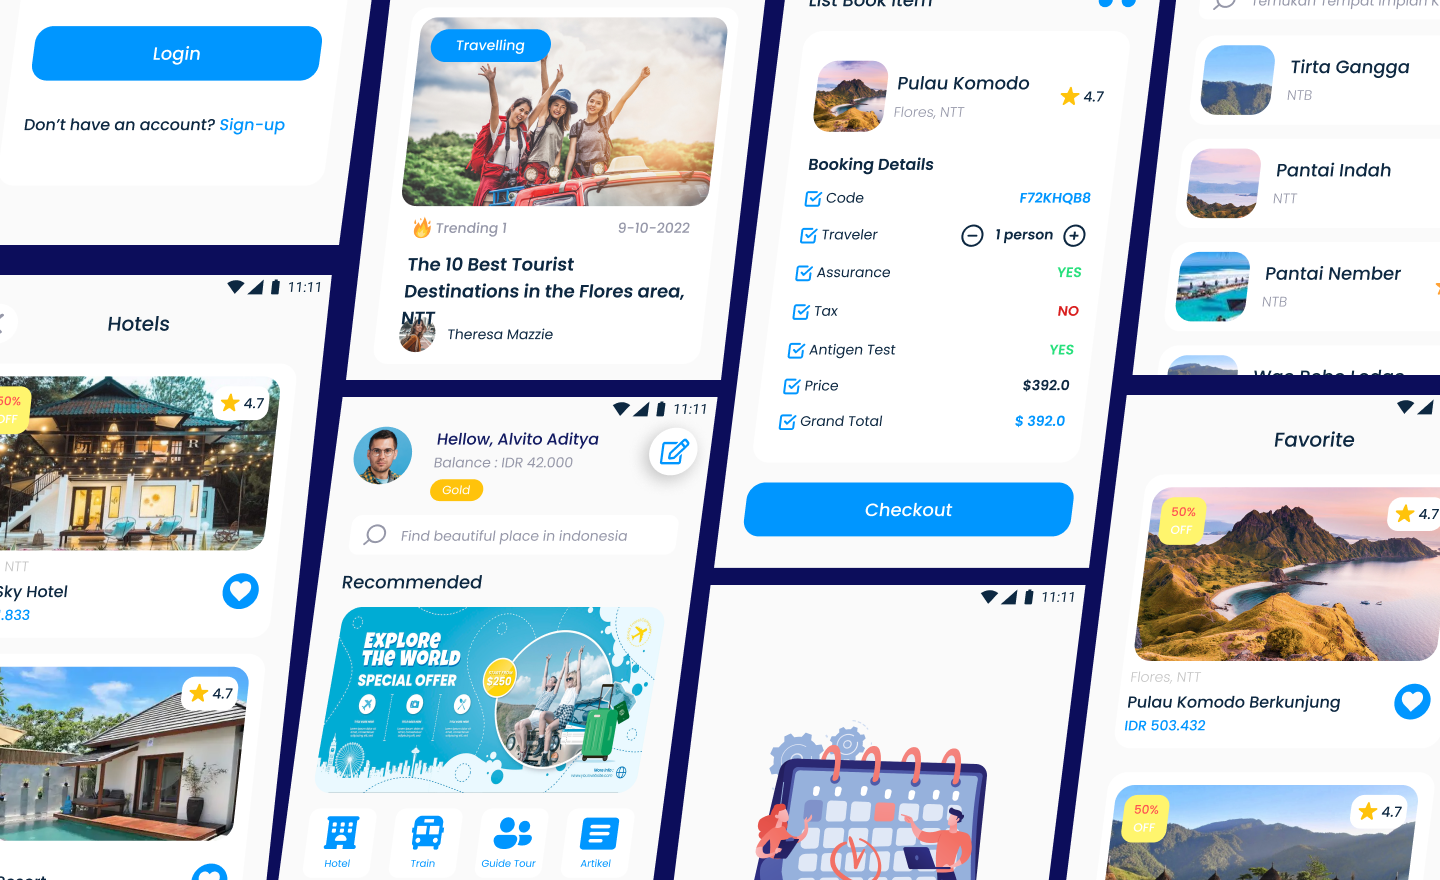 Login
Don't have an account? Sign-up
11:11
Hotels
50%
OFF
4.7
R
NTT
Sky Hotel
.833
4.7
Travelling
Trending 1
9-10-2022
The 10 Best Tourist
Destinations in the Flores area,
NTT
Theresa Mazzie
11:11
Hellow, Alvito Aditya
Balance : IDR 42.000
Gold
Find beautiful place in indonesia
Recommended
EXPLORE
THE WORLD
SPECIAL OFFER
$250
Hotel
Train
Guide Tour
Artikel
List Book Item
Pulau Komodo
Flores, NTT
4.7
Booking Details
Code
F72KHQB8
Traveler
1 person
Assurance
YES
Tax
NO
Antigen Test
YES
Price
$392.0
Grand Total
$ 392.0
Checkout
11:11
Temukan Tempat Impian
Tirta Gangga
NTB
Pantai Indah
NTT
Pantai Nember
NTB
Wae Rebo Lodge
Favorite
50%
OFF
4.7
Flores, NTT
Pulau Komodo Berkunjung
IDR 503.432
50%
OFF
4.7